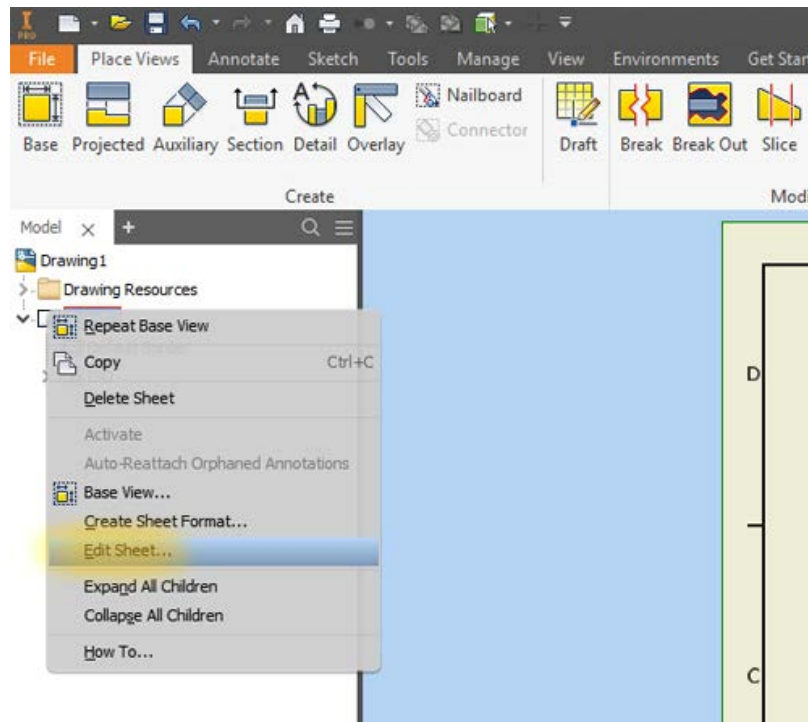 PRO
File Place Views Annotate Sketch Tools Manage View Environments Get Star
Nailboard
Connector
Base Projected Auxiliary Section Detail Overlay Draft Break Break Out Slice
Create Modi
Model
Drawing1
Drawing Resources
Repeat Base View
Copy Ctrl+C
Delete Sheet
Activate
Auto-Reattach Orphaned Annotations
Base View...
Create Sheet Format...
Edit Sheet...
Expand All Children
Collapse All Children
How To...
D
C